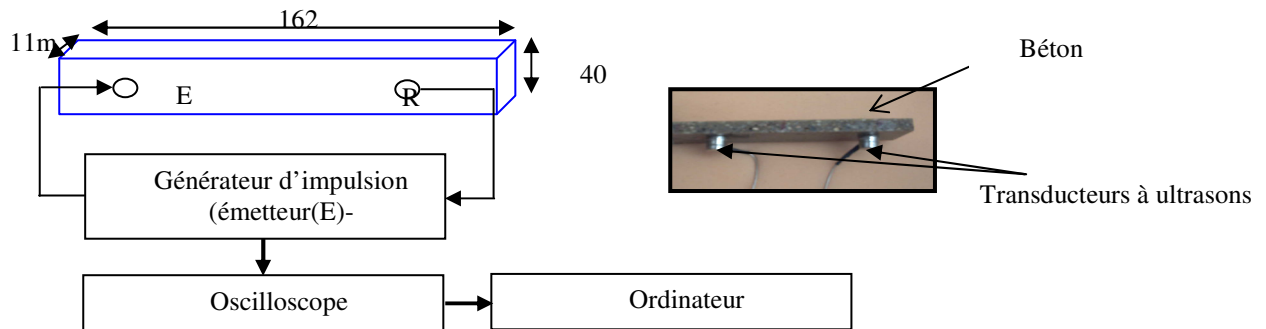 162
11m
40
E
R
Béton
Générateur d'impulsion
(émetteur(E)-
Transducteurs à ultrasons
Oscilloscope
Ordinateur